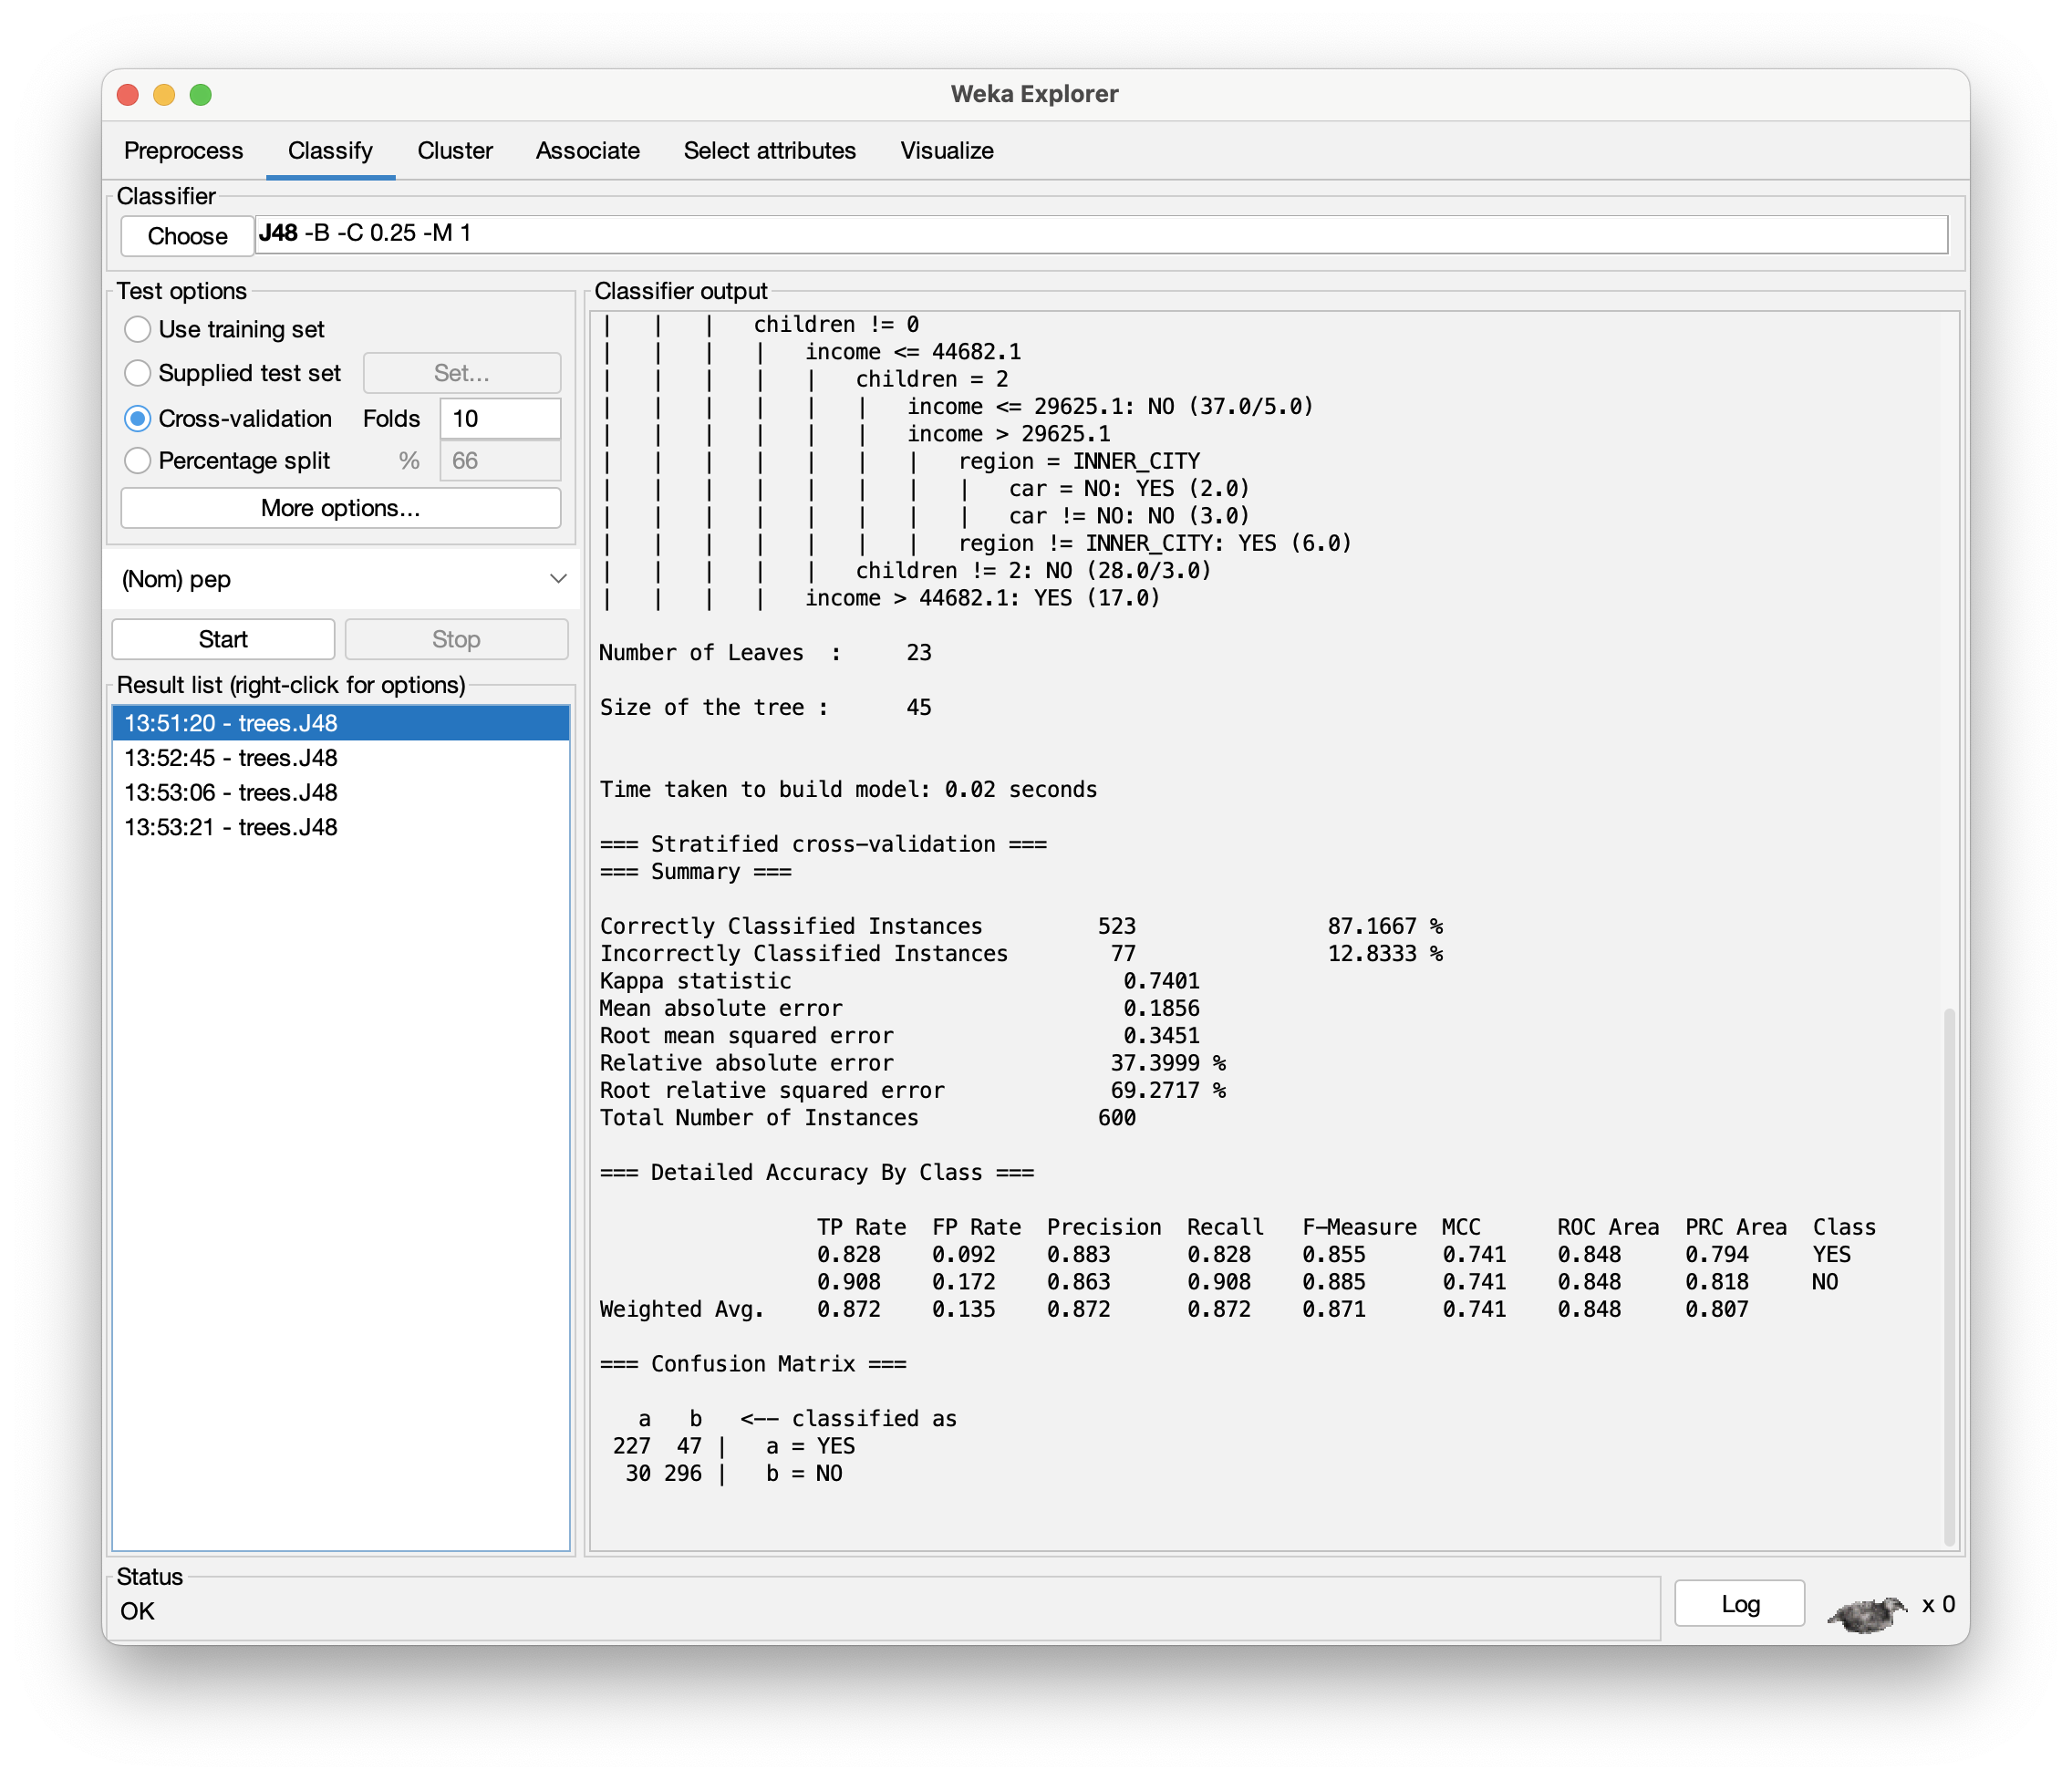 Weka Explorer
Preprocess Classify Cluster Associate Select attributes Visualize
Classifier
Choose J48 -B -C 0.25 -M 1
Test options
Use training set
Supplied test set Set...
Cross-validation Folds 10
Percentage split % 66
More options...
(Nom) pep
Start Stop
Result list (right-click for options)
13:51:20 - trees.J48
13:52:45 - trees.J48
13:53:06 - trees.J48
13:53:21 - trees.J48
Classifier output
|   |   |   children != 0
|   |   |   |   income <= 44682.1
|   |   |   |   |   children = 2
|   |   |   |   |   |   income <= 29625.1: NO (37.0/5.0)
|   |   |   |   |   |   income > 29625.1
|   |   |   |   |   |   |   region = INNER_CITY
|   |   |   |   |   |   |   |   car = NO: YES (2.0)
|   |   |   |   |   |   |   |   car != NO: NO (3.0)
|   |   |   |   |   |   |   region != INNER_CITY: YES (6.0)
|   |   |   |   |   children != 2: NO (28.0/3.0)
|   |   |   |   income > 44682.1: YES (17.0)
Number of Leaves  :     23
Size of the tree :      45
Time taken to build model: 0.02 seconds
=== Stratified cross-validation ===
=== Summary ===
Correctly Classified Instances         523               87.1667 %
Incorrectly Classified Instances        77               12.8333 %
Kappa statistic                          0.7401
Mean absolute error                      0.1856
Root mean squared error                  0.3451
Relative absolute error                 37.3999 %
Root relative squared error             69.2717 %
Total Number of Instances              600
=== Detailed Accuracy By Class ===
TP Rate  FP Rate  Precision  Recall   F-Measure  MCC      ROC Area  PRC Area  Class
0.828    0.092    0.883      0.828    0.855      0.741    0.848     0.794     YES
0.908    0.172    0.863      0.908    0.885      0.741    0.848     0.818     NO
Weighted Avg.    0.872    0.135    0.872      0.872    0.871      0.741    0.848     0.807
=== Confusion Matrix ===
a   b   <-- classified as
227  47 |   a = YES
30 296 |   b = NO
Status
OK
Log x 0